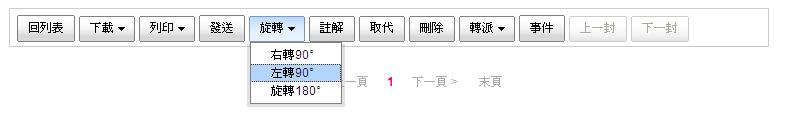 回列表 下載 列印 發送 旋轉 註解 取代 刪除 轉派 事件 上一封 下一封
右轉90°
左轉90°
旋轉180°
一頁 1 下一頁 > 末頁